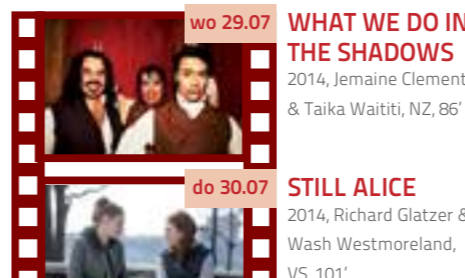 wo 29.07
WHAT WE DO IN
THE SHADOWS
2014, Jemaine Clement
& Taika Waititi, NZ, 86'
do 30.07
STILL ALICE
2014, Richard Glatzer &
Wash Westmoreland,
VS, 101'